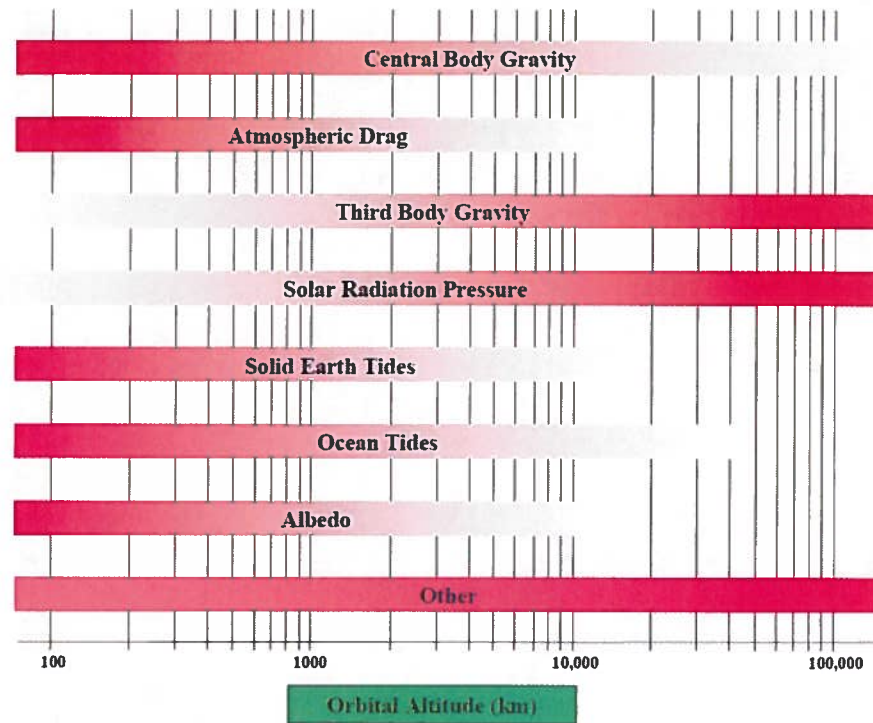 Central Body Gravity
Atmospheric Drag
Third Body Gravity
Solar Radiation Pressure
Solid Earth Tides
Ocean Tides
Albedo
Other
100 1000 10,000 100,000
Orbital Altitude (km)